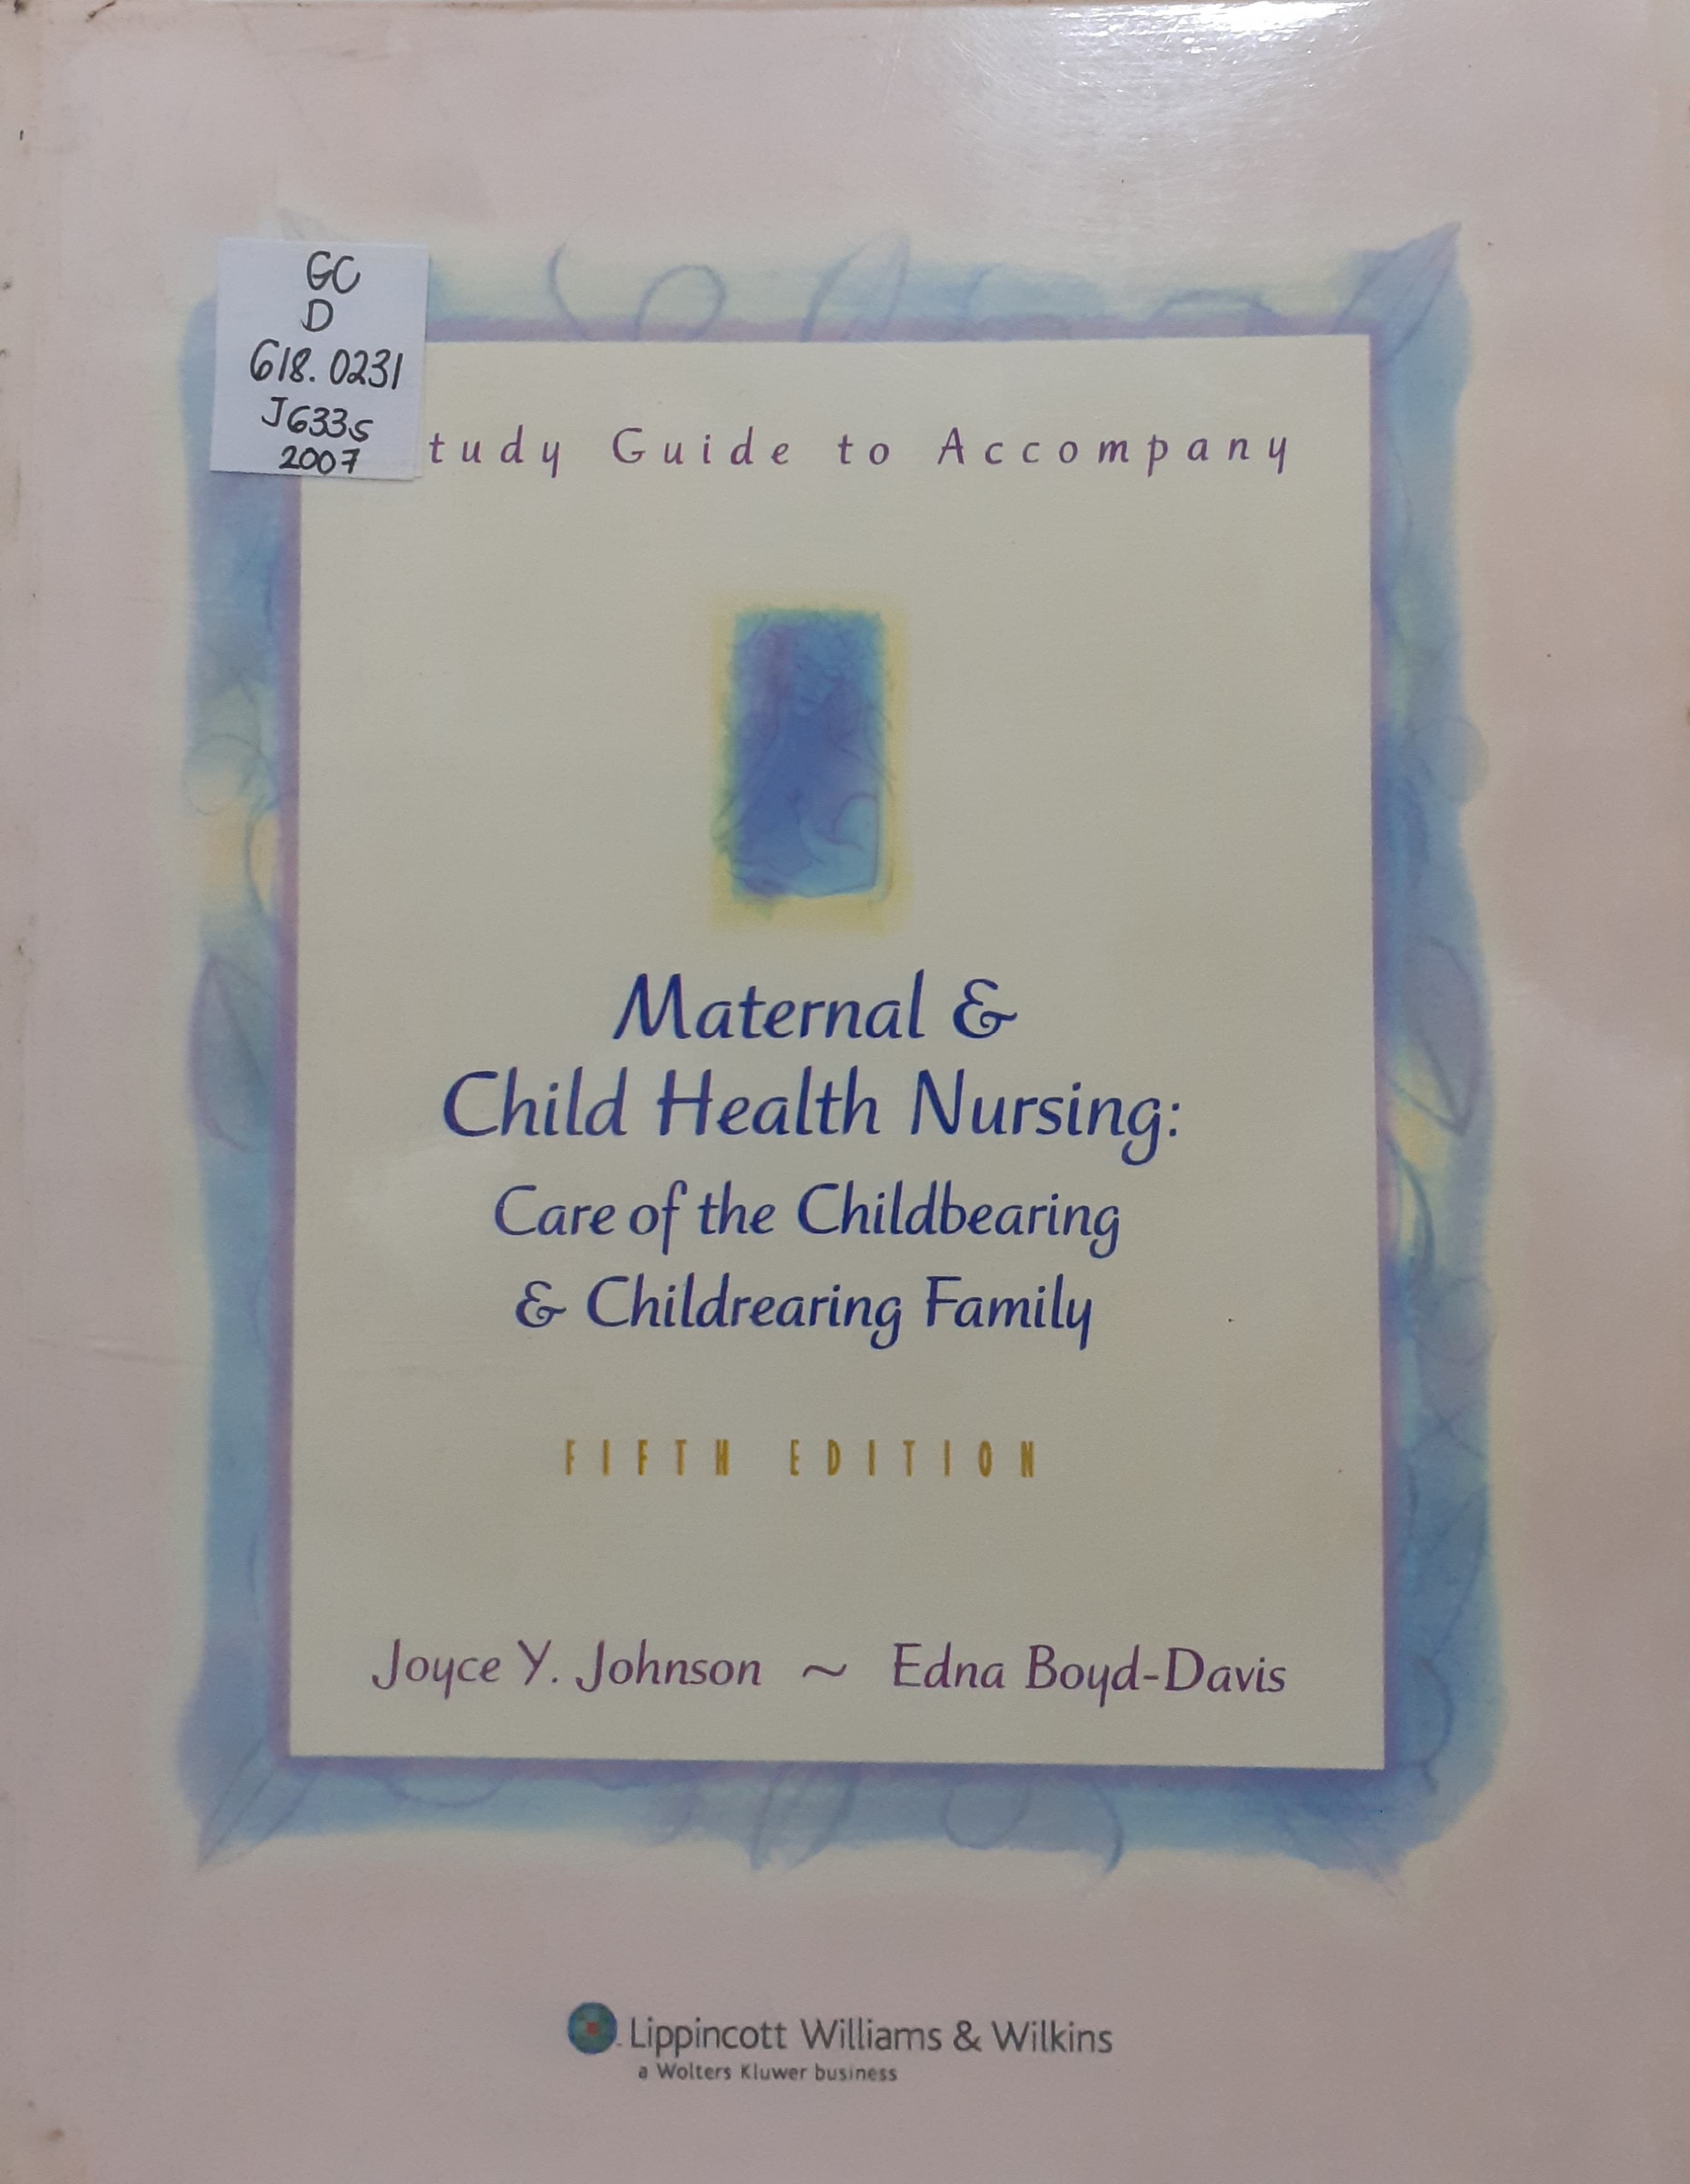 GC
D
618.0231
J633s
2007
tudy Guide to Accompany
Maternal &
Child Health Nursing:
Care of the Childbearing
& Childrearing Family
FIFTH EDITION
Joyce Y. Johnson ~ Edna Boyd-Davis
Lippincott Williams & Wilkins
a Wolters Kluwer business